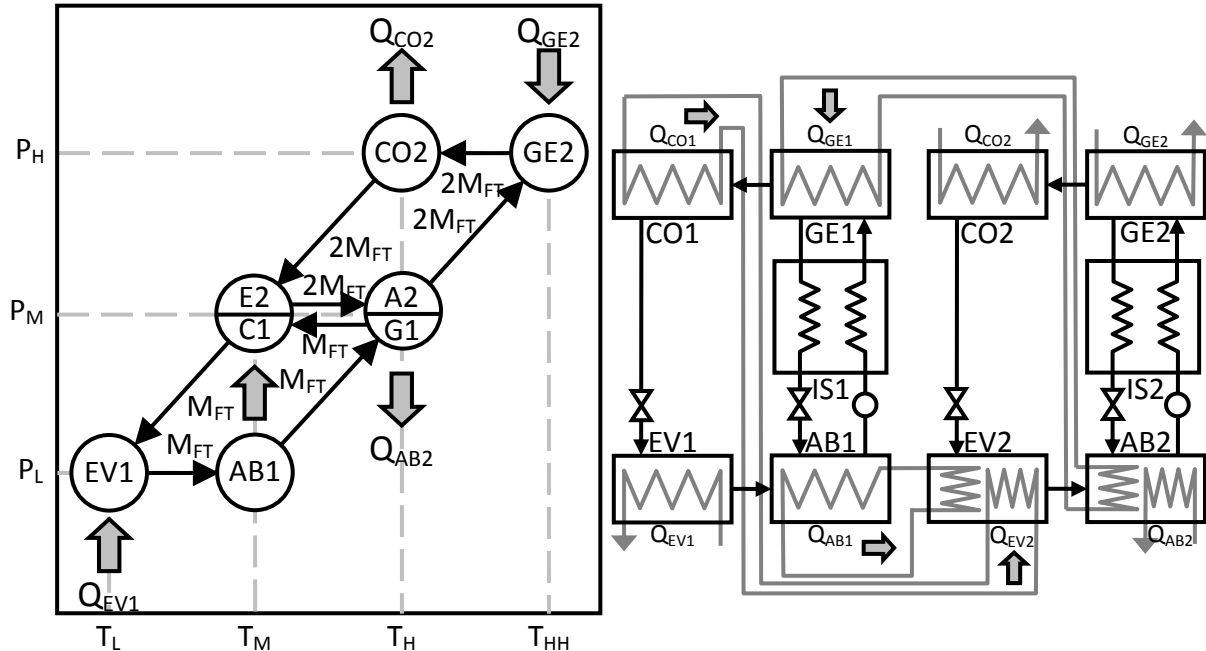 Q_CO2
Q_GE2
P_H
CO2
GE2
2M_FT
2M_FT
2M_FT
E2
2M_FT
A2
P_M
C1
M_FT
G1
M_FT
M_FT
M_FT
Q_AB2
P_L
EV1
AB1
Q_EV1
T_L
T_M
T_H
T_HH
Q_CO1
Q_GE1
Q_CO2
Q_GE2
CO1
GE1
CO2
GE2
IS1
IS2
EV1
AB1
EV2
AB2
Q_EV1
Q_AB1
Q_EV2
Q_AB2